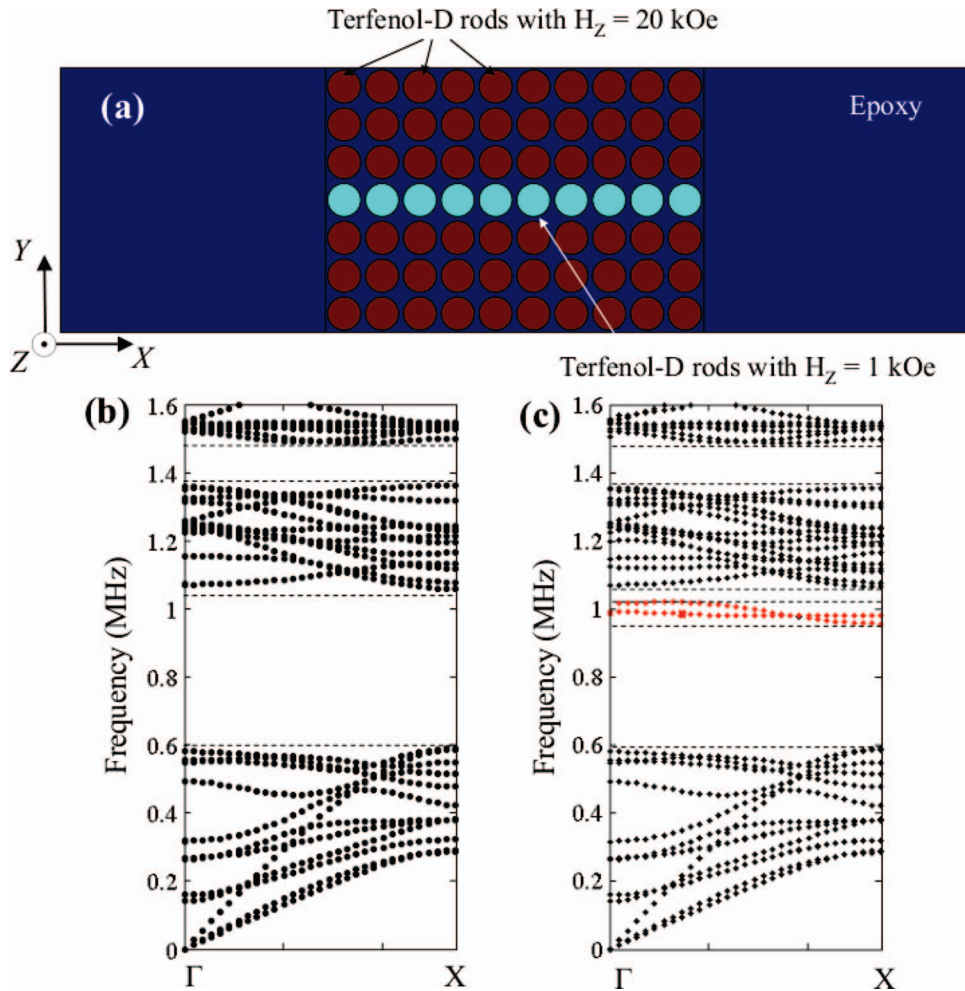 Terfenol-D rods with HZ = 20 kOe
(a)
Epoxy
Y
Z
X
Terfenol-D rods with HZ = 1 kOe
(b)
(c)
Frequency (MHz)
1.6
1.4
1.2
1
0.8
0.6
0.4
0.2
0
Γ
X
Frequency (MHz)
1.6
1.4
1.2
1
0.8
0.6
0.4
0.2
0
Γ
X